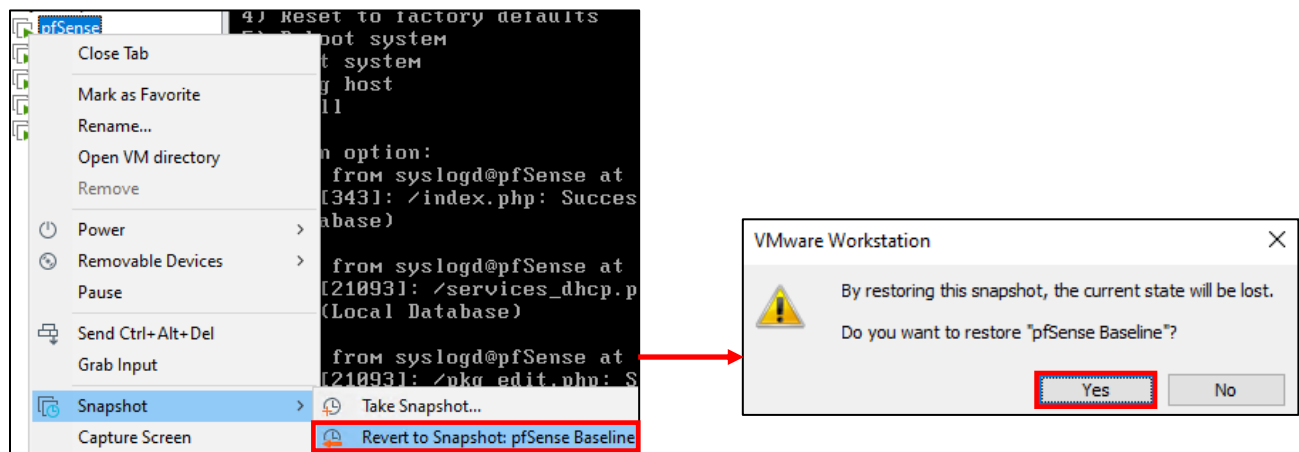 pfSense
4) Reset to factory defaults
5) Reboot system
t system
g host
ll
Close Tab
Mark as Favorite
Rename...
Open VM directory
Remove
Power
Removable Devices
Pause
Send Ctrl+Alt+Del
Grab Input
Snapshot
Capture Screen
n option:
from syslogd@pfSense at
[343]: /index.php: Succes
abase)
from syslogd@pfSense at
[21093]: /services_dhcp.p
(Local Database)
from syslogd@pfSense at
[21093]: /pkg_edit.php: S
Take Snapshot...
Revert to Snapshot: pfSense Baseline
VMware Workstation
By restoring this snapshot, the current state will be lost.
Do you want to restore "pfSense Baseline"?
Yes
No